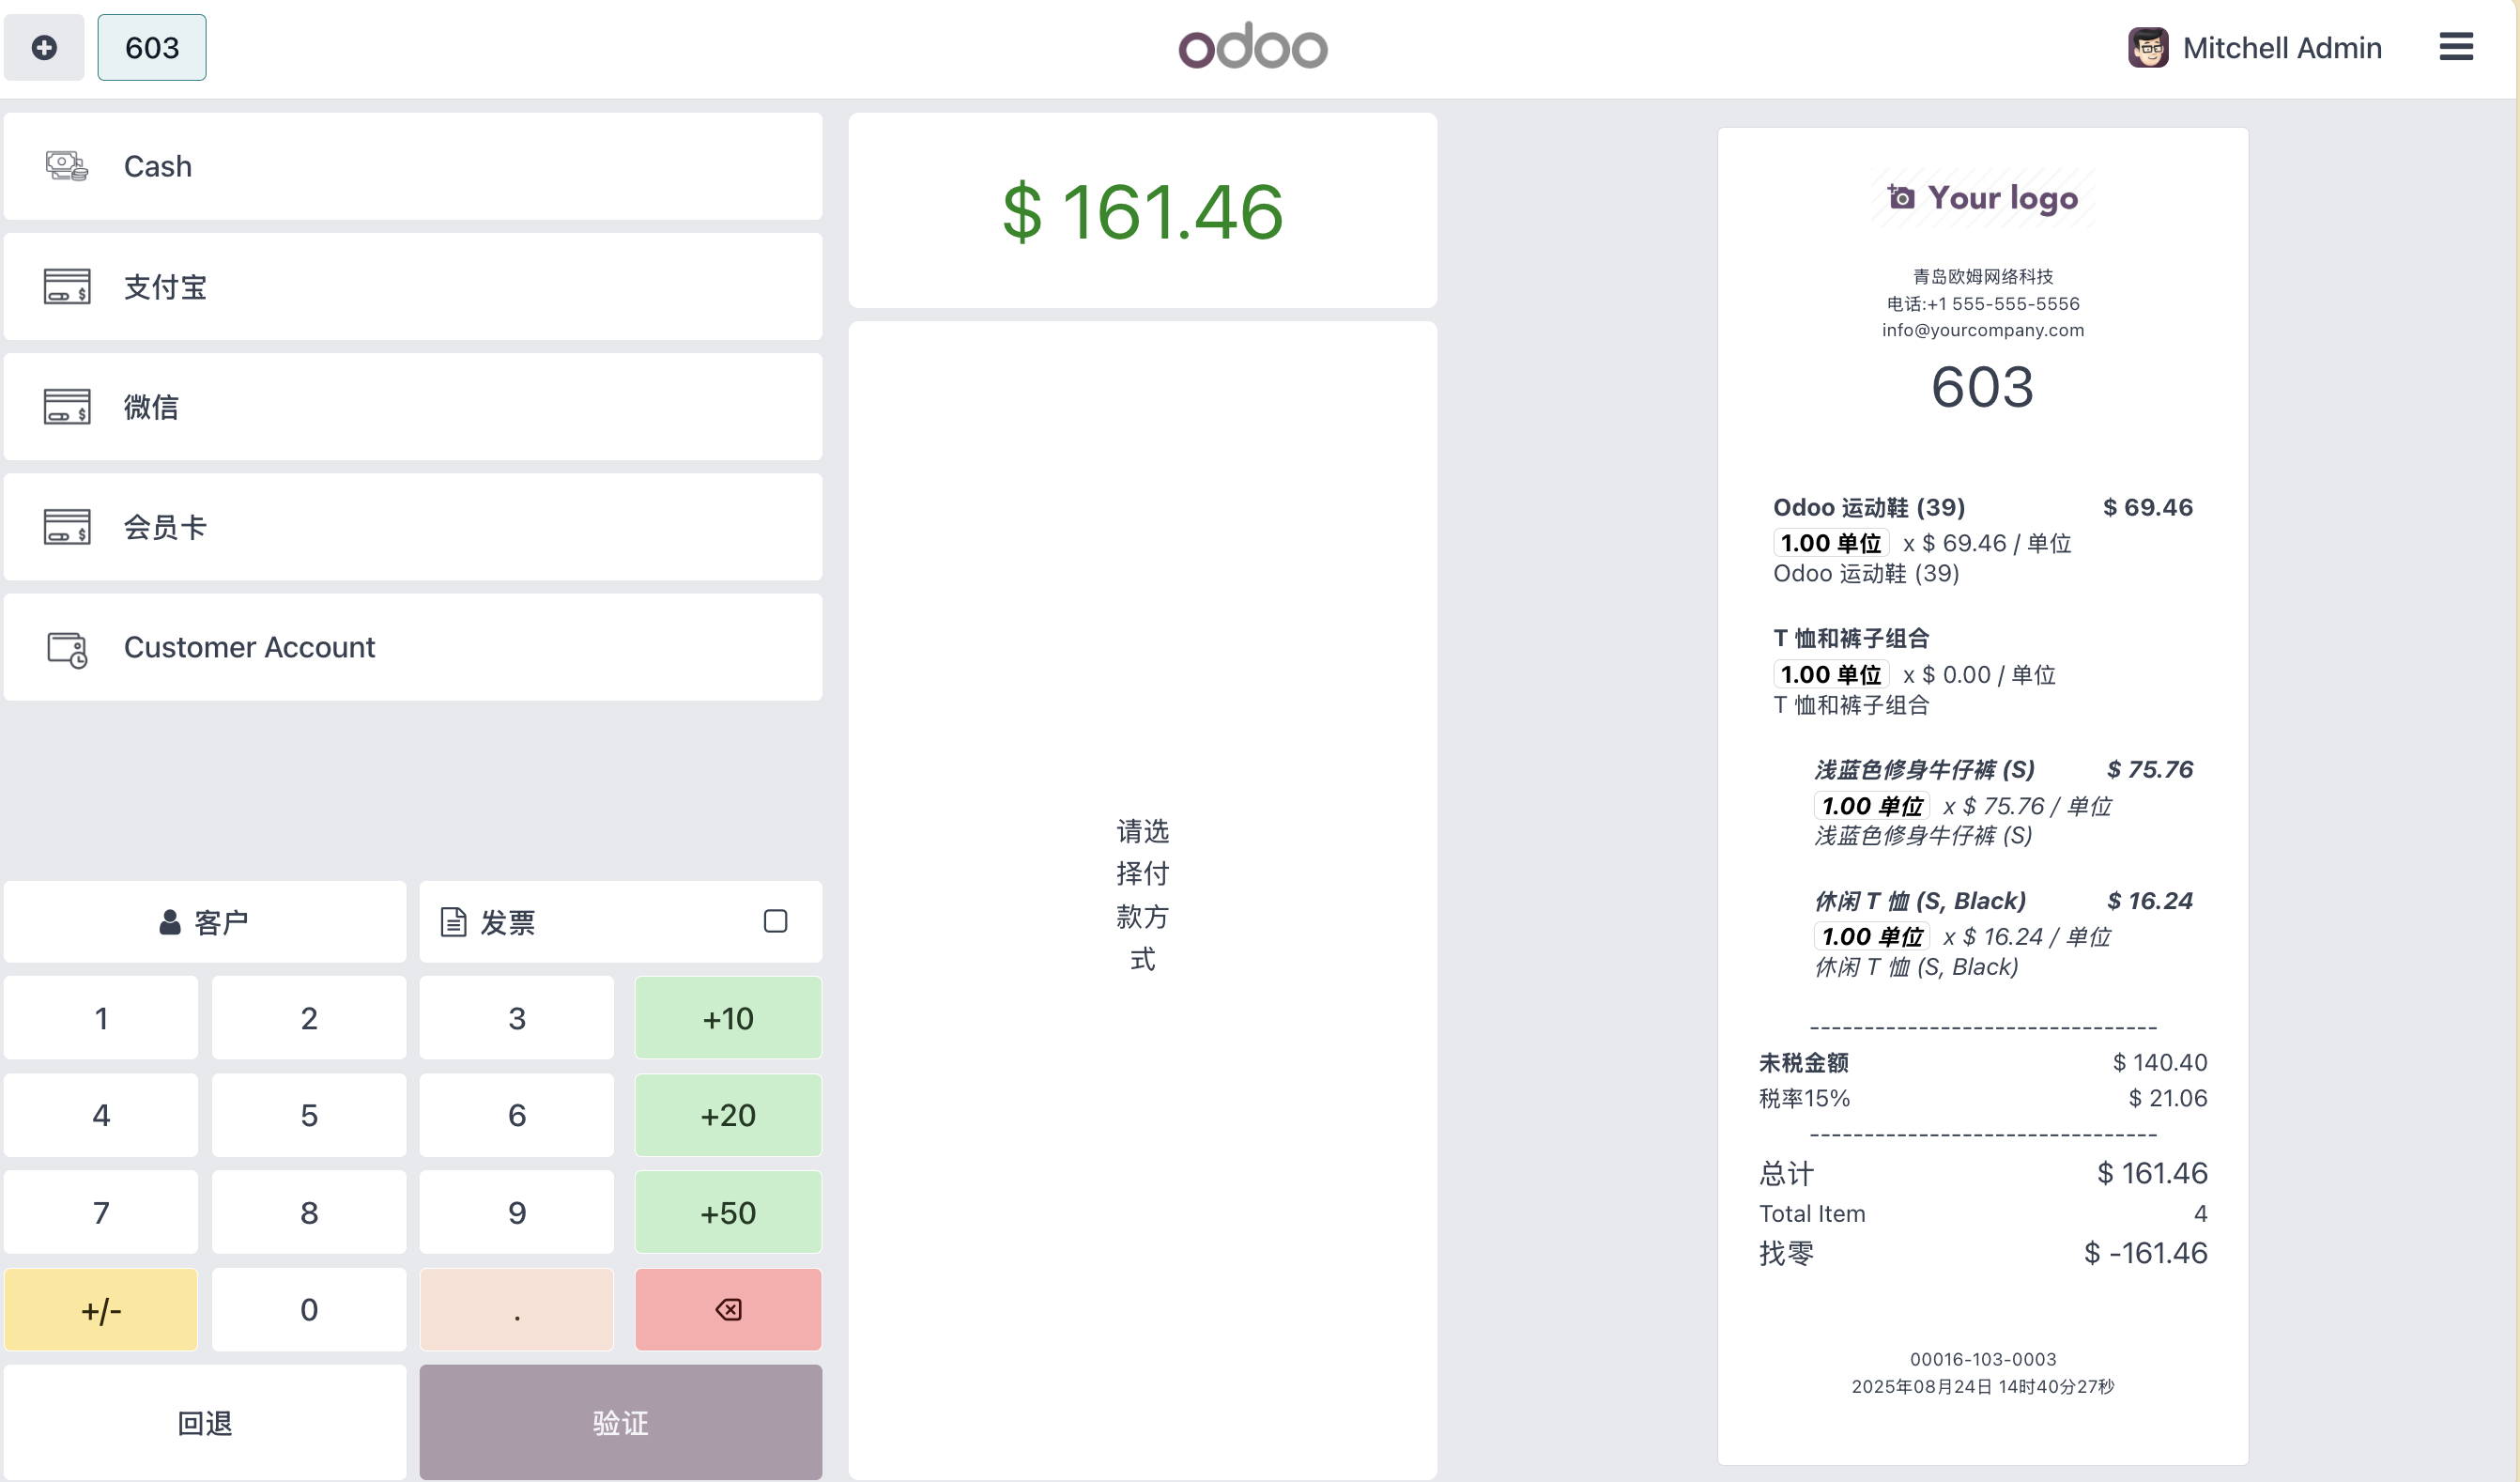 603
odoo
Mitchell Admin
Cash
支付宝
微信
会员卡
Customer Account
客户
发票
1
2
3
+10
4
5
6
+20
7
8
9
+50
+/-
0
.
回退
验证
$ 161.46
请选
择付
款方
式
Your logo
青岛欧姆网络科技
电话:+1 555-555-5556
info@yourcompany.com
603
Odoo 运动鞋 (39) $ 69.46
1.00 单位 x $ 69.46 / 单位
Odoo 运动鞋 (39)
T 恤和裤子组合
1.00 单位 x $ 0.00 / 单位
T 恤和裤子组合
浅蓝色修身牛仔裤 (S) $ 75.76
1.00 单位 x $ 75.76 / 单位
浅蓝色修身牛仔裤 (S)
休闲 T 恤 (S, Black) $ 16.24
1.00 单位 x $ 16.24 / 单位
休闲 T 恤 (S, Black)
--------------------------------
未税金额 $ 140.40
税率15% $ 21.06
--------------------------------
总计 $ 161.46
Total Item 4
找零 $ -161.46
00016-103-0003
2025年08月24日 14时40分27秒